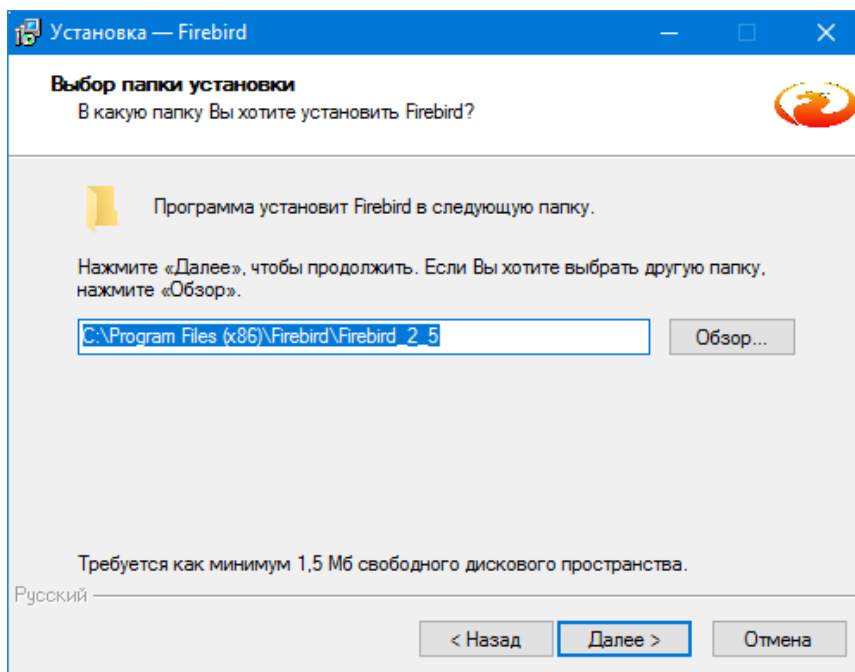 Установка — Firebird
Выбор папки установки
В какую папку Вы хотите установить Firebird?
Программа установит Firebird в следующую папку.
Нажмите «Далее», чтобы продолжить. Если Вы хотите выбрать другую папку,
нажмите «Обзор».
C:\Program Files (x86)\Firebird\Firebird_2_5
Обзор...
Требуется как минимум 1,5 Мб свободного дискового пространства.
Русский
< Назад
Далее >
Отмена